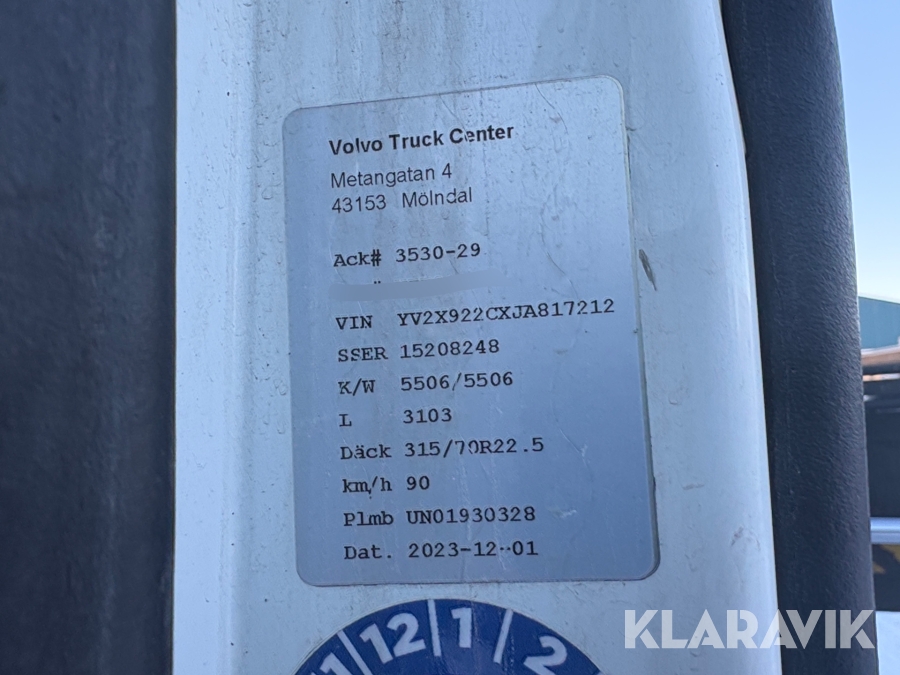 Volvo Truck Center
Metangatan 4
43153 Mölndal
Ack# 3530-29
VIN YV2X922CXJA817212
SSER 15208248
K/W 5506/5506
L 3103
Däck 315/70R22.5
km/h 90
Plmb UN01930328
Dat. 2023-12-01
12 1 2
KLARAVIK